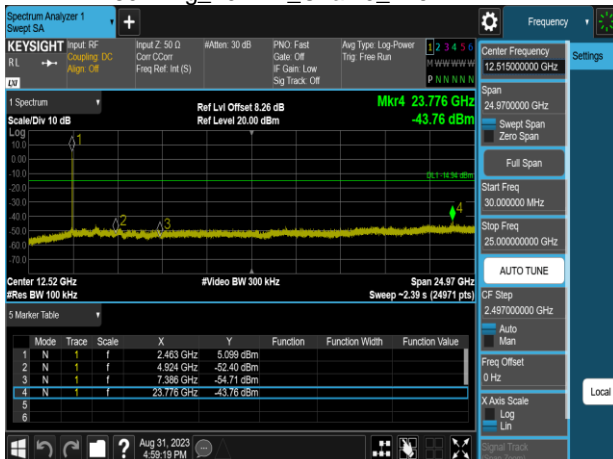 Spectrum Analyzer 1
Swept SA
+
Frequency
KEYSIGHT
RL
LXI
Input: RF
Coupling: DC
Align: Off
Input Z: 50 Ω
Corr CCorr
Freq Ref: Int (S)
#Atten: 30 dB
PNO: Fast
Gate: Off
IF Gain: Low
Sig Track: Off
Avg Type: Log-Power
Trig: Free Run
1 2 3 4 5 6
M W W W W W
P N N N N N
1 Spectrum
Scale/Div 10 dB
Ref Lvl Offset 8.26 dB
Ref Level 20.00 dBm
Mkr4 23.776 GHz
-43.76 dBm
Log
10.0
0.00
-10.0
-20.0
-30.0
-40.0
-50.0
-60.0
-70.0
1
2
3
4
DL1 -14.94 dBm
Center 12.52 GHz
#Res BW 100 kHz
#Video BW 300 kHz
Span 24.97 GHz
Sweep ~2.39 s (24971 pts)
5 Marker Table
Mode Trace Scale X Y Function Function Width Function Value
1 N 1 f 2.463 GHz 5.099 dBm
2 N 1 f 4.924 GHz -52.40 dBm
3 N 1 f 7.386 GHz -54.71 dBm
4 N 1 f 23.776 GHz -43.76 dBm
5
6
?
Aug 31, 2023
4:59:19 PM
Center Frequency
12.515000000 GHz
Span
24.9700000 GHz
Swept Span
Zero Span
Full Span
Start Freq
30.000000 MHz
Stop Freq
25.000000000 GHz
AUTO TUNE
CF Step
2.497000000 GHz
Auto
Man
Freq Offset
0 Hz
X Axis Scale
Log
Lin
Signal Track
Settings
Local